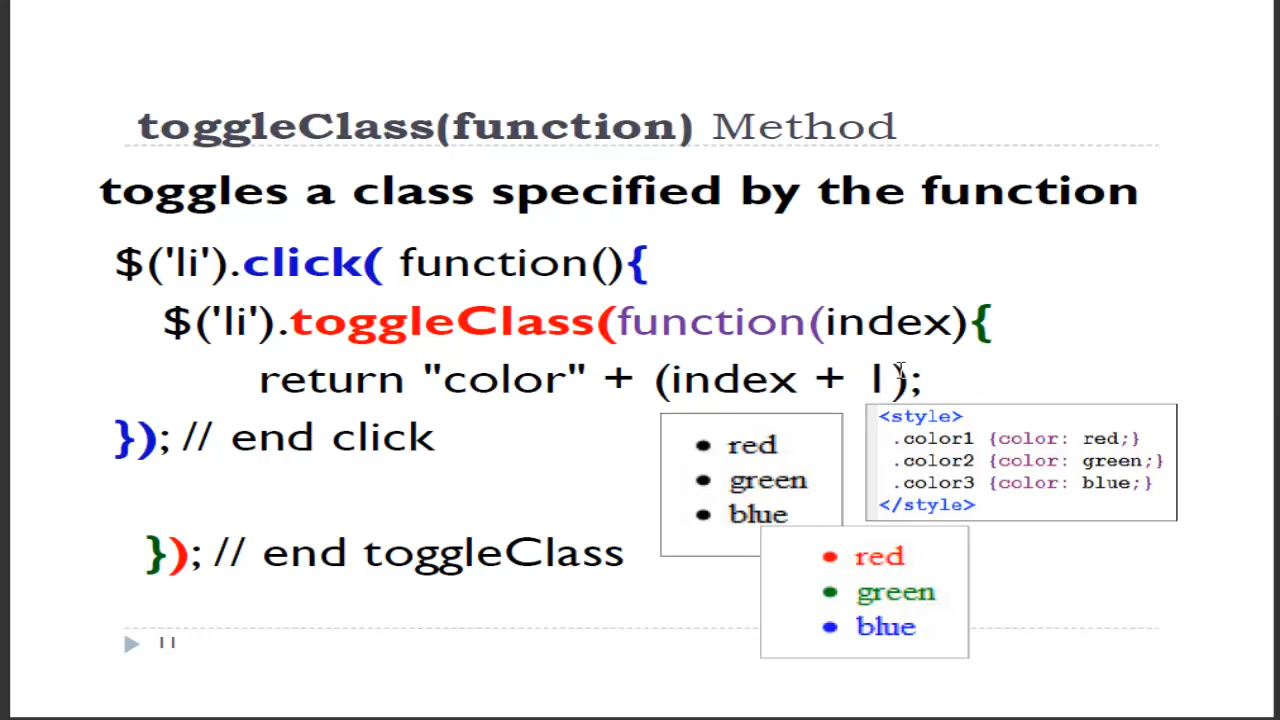 toggleClass(function) Method
toggles a class specified by the function
$('li').click( function(){
$('li').toggleClass(function(index){
return "color" + (index + 1);
}); // end click
red
green
blue
<style>
.color1 {color: red;}
.color2 {color: green;}
.color3 {color: blue;}
</style>
}); // end toggleClass
red
green
blue
11